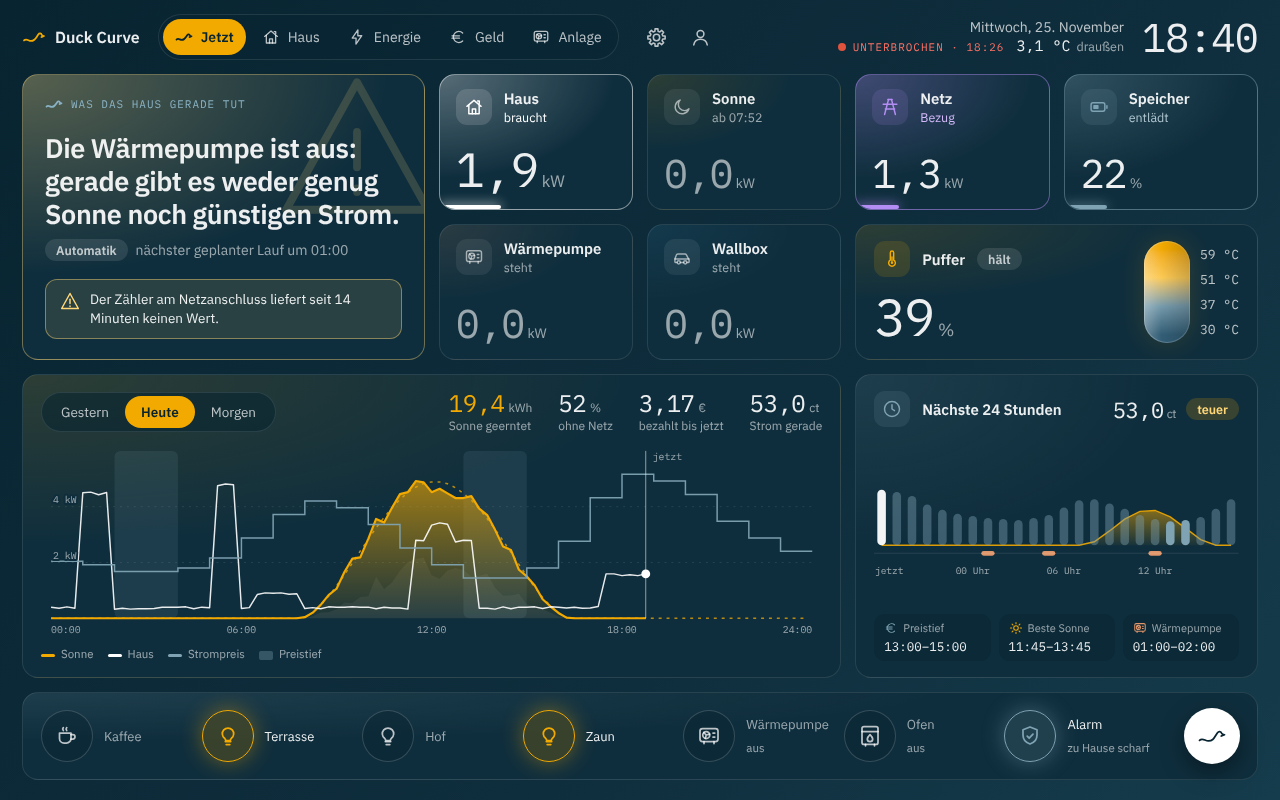 Duck Curve
Jetzt
Haus
Energie
Geld
Anlage
Mittwoch, 25. November
UNTERBROCHEN · 18:26 3,1 °C draußen
18:40
WAS DAS HAUS GERADE TUT
Die Wärmepumpe ist aus:
gerade gibt es weder genug
Sonne noch günstigen Strom.
Automatik nächster geplanter Lauf um 01:00
Der Zähler am Netzanschluss liefert seit 14
Minuten keinen Wert.
Haus
braucht
1,9 kW
Sonne
ab 07:52
0,0 kW
Netz
Bezug
1,3 kW
Speicher
entlädt
22 %
Wärmepumpe
steht
0,0 kW
Wallbox
steht
0,0 kW
Puffer hält
39 %
59 °C
51 °C
37 °C
30 °C
Gestern
Heute
Morgen
19,4 kWh
Sonne geerntet
52 %
ohne Netz
3,17 €
bezahlt bis jetzt
53,0 ct
Strom gerade
jetzt
4 kW
2 kW
00:00
06:00
12:00
18:00
24:00
Sonne
Haus
Strompreis
Preistief
Nächste 24 Stunden
53,0 ct teuer
jetzt
00 Uhr
06 Uhr
12 Uhr
Preistief
13:00–15:00
Beste Sonne
11:45–13:45
Wärmepumpe
01:00–02:00
Kaffee
Terrasse
Hof
Zaun
Wärmepumpe
aus
Ofen
aus
Alarm
zu Hause scharf